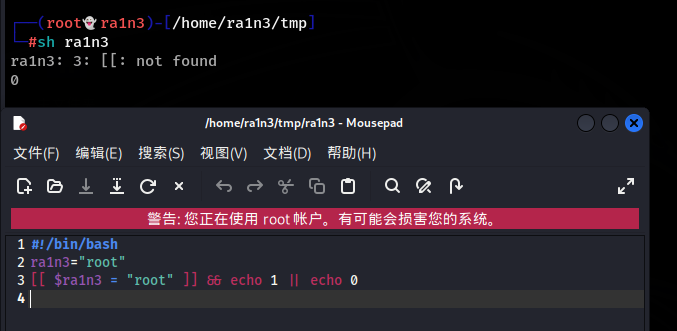 ┌──(root👻ra1n3)-[/home/ra1n3/tmp]
└─#sh ra1n3
ra1n3: 3: [[: not found
0
/home/ra1n3/tmp/ra1n3 - Mousepad
文件(F) 编辑(E) 搜索(S) 视图(V) 文档(D) 帮助(H)
警告: 您正在使用 root 帐户。有可能会损害您的系统。
1 #!/bin/bash
2 ra1n3="root"
3 [[ $ra1n3 = "root" ]] && echo 1 || echo 0
4